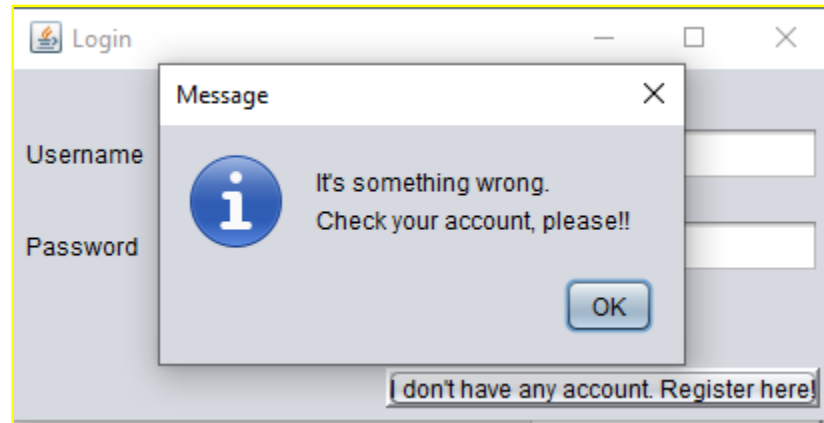 Login
Message
Username
It's something wrong.
Check your account, please!!
Password
OK
I don't have any account. Register here!